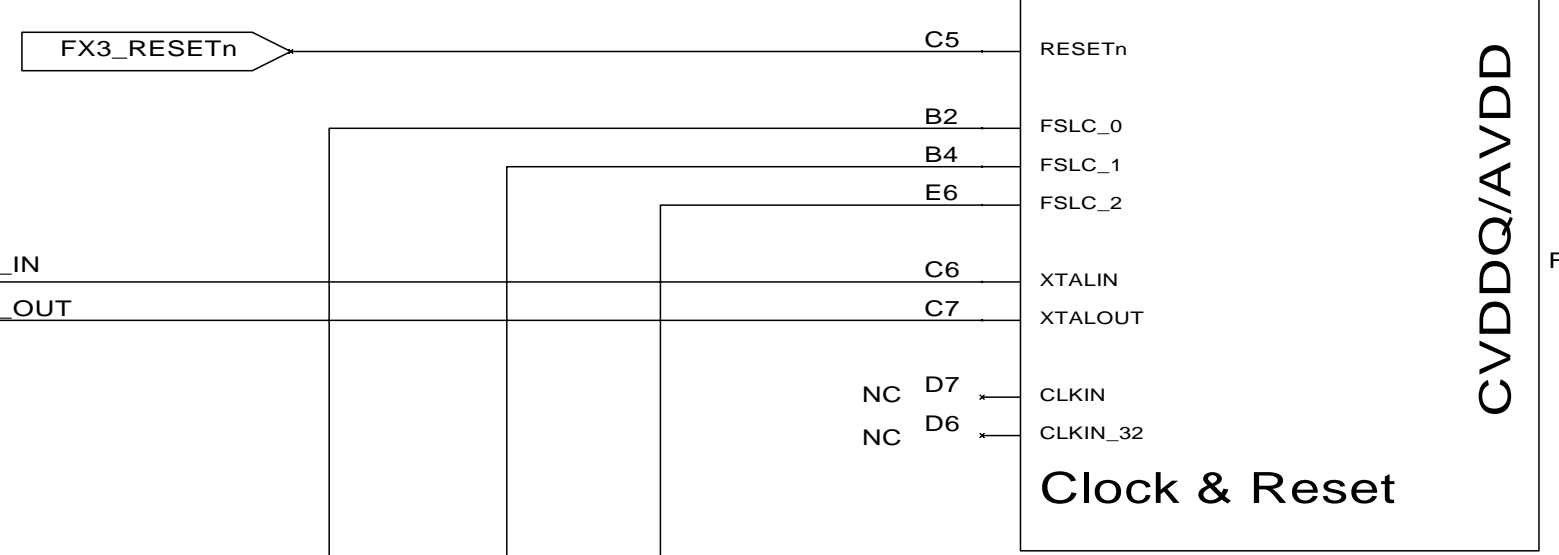 FX3_RESETn
C5
RESETn
B2
FSLC_0
B4
FSLC_1
E6
FSLC_2
_IN
C6
XTALIN
_OUT
C7
XTALOUT
NC
D7
CLKIN
NC
D6
CLKIN_32
Clock & Reset
CVDDQ/AVDD